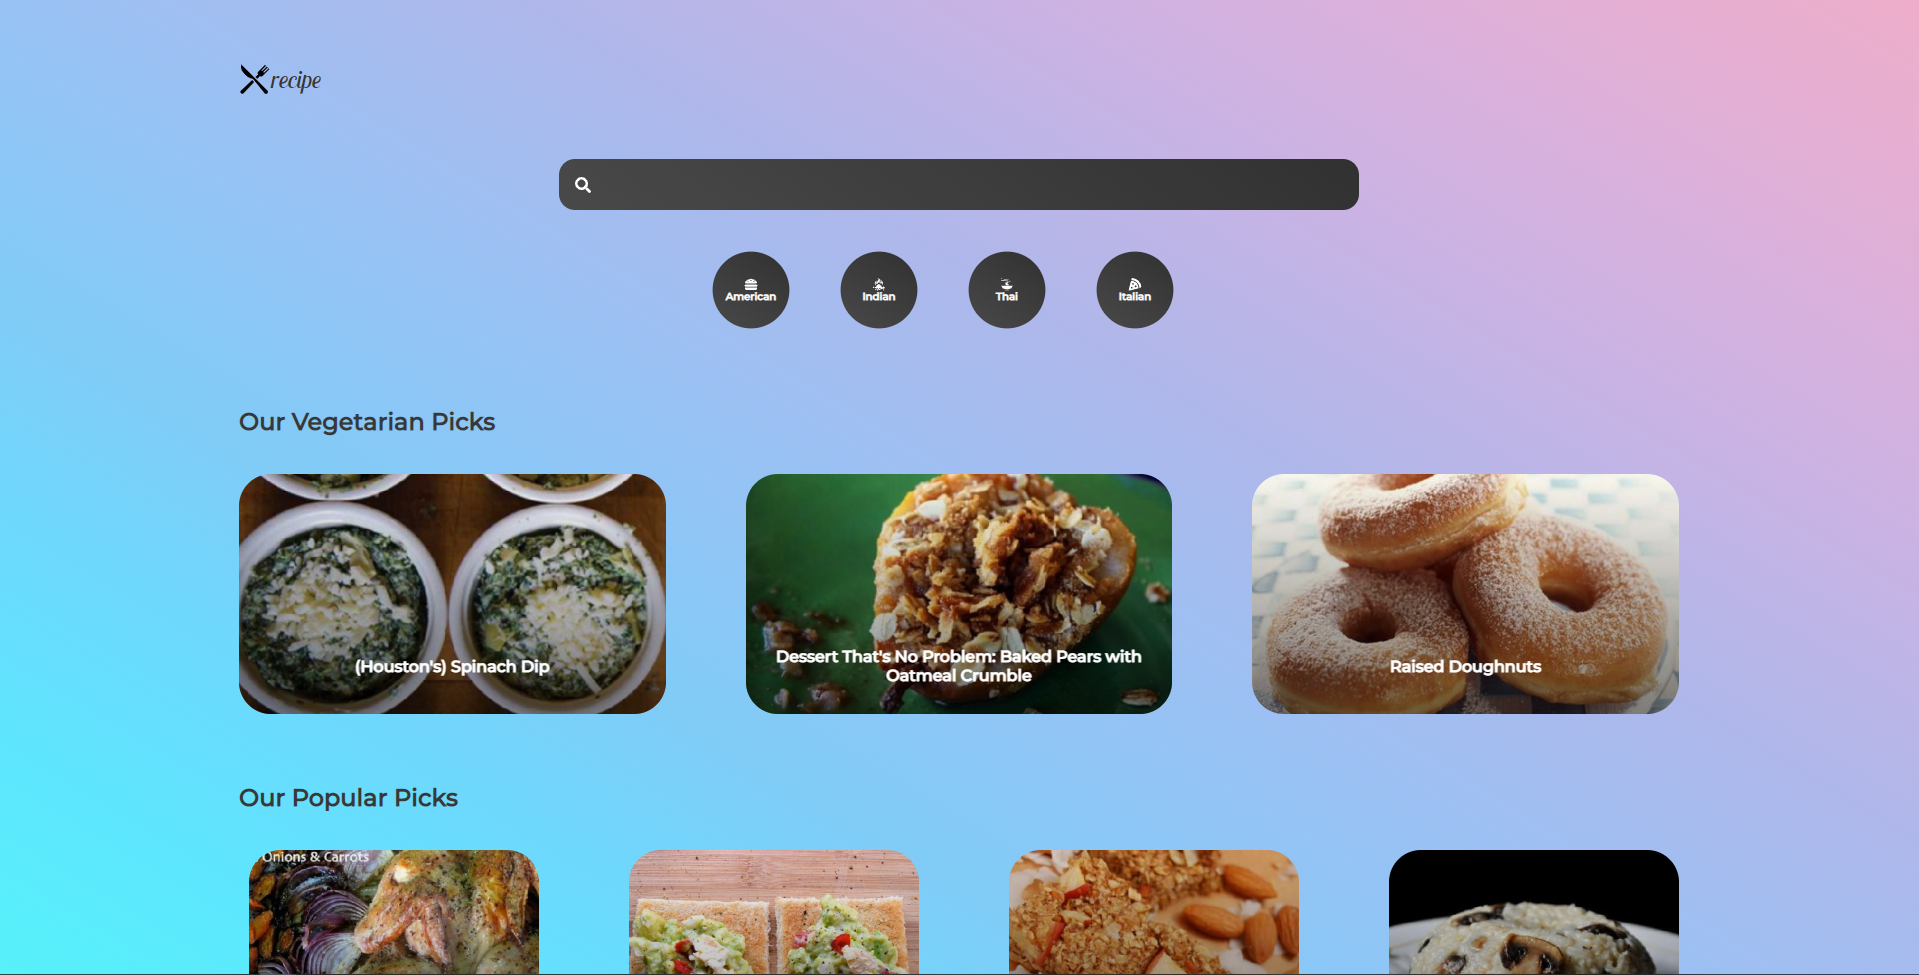 recipe
American
Indian
Thai
Italian
Our Vegetarian Picks
(Houston's) Spinach Dip
Dessert That's No Problem: Baked Pears with
Oatmeal Crumble
Raised Doughnuts
Our Popular Picks
Onions & Carrots